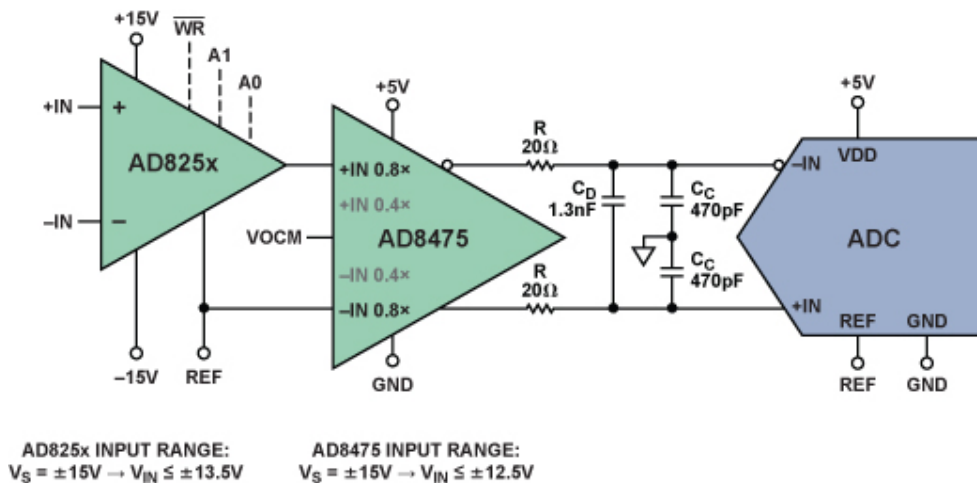 +15V
WR
A1
A0
+IN
+
AD825x
–IN
–
–15V
REF
+5V
+IN 0.8×
+IN 0.4×
VOCM
AD8475
–IN 0.4×
–IN 0.8×
GND
R
20Ω
R
20Ω
CD
1.3nF
CC
470pF
CC
470pF
+5V
VDD
–IN
ADC
+IN
REF
GND
REF
GND
AD825x INPUT RANGE:
VS = ±15V → VIN ≤ ±13.5V
AD8475 INPUT RANGE:
VS = ±15V → VIN ≤ ±12.5V